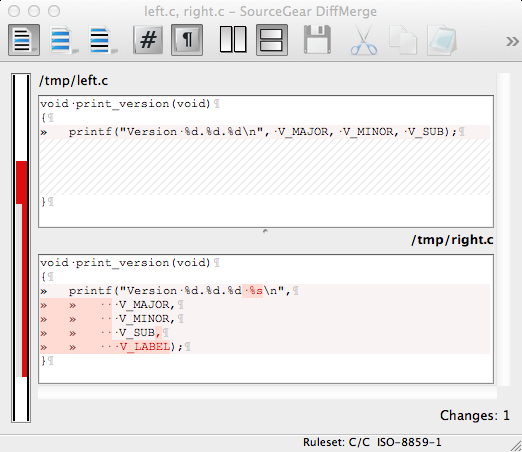 left.c, right.c – SourceGear DiffMerge
# ¶ »
/tmp/left.c
void·print_version(void)¶
{¶
»   printf("Version·%d.%d.%d\n",·V_MAJOR,·V_MINOR,·V_SUB);¶
}¶
/tmp/right.c
void·print_version(void)¶
{¶
»   printf("Version·%d.%d.%d·%s\n",¶
»   »   ···V_MAJOR,¶
»   »   ···V_MINOR,¶
»   »   ···V_SUB,¶
»   »   ···V_LABEL);¶
}¶
Changes: 1
Ruleset: C/C  ISO-8859-1